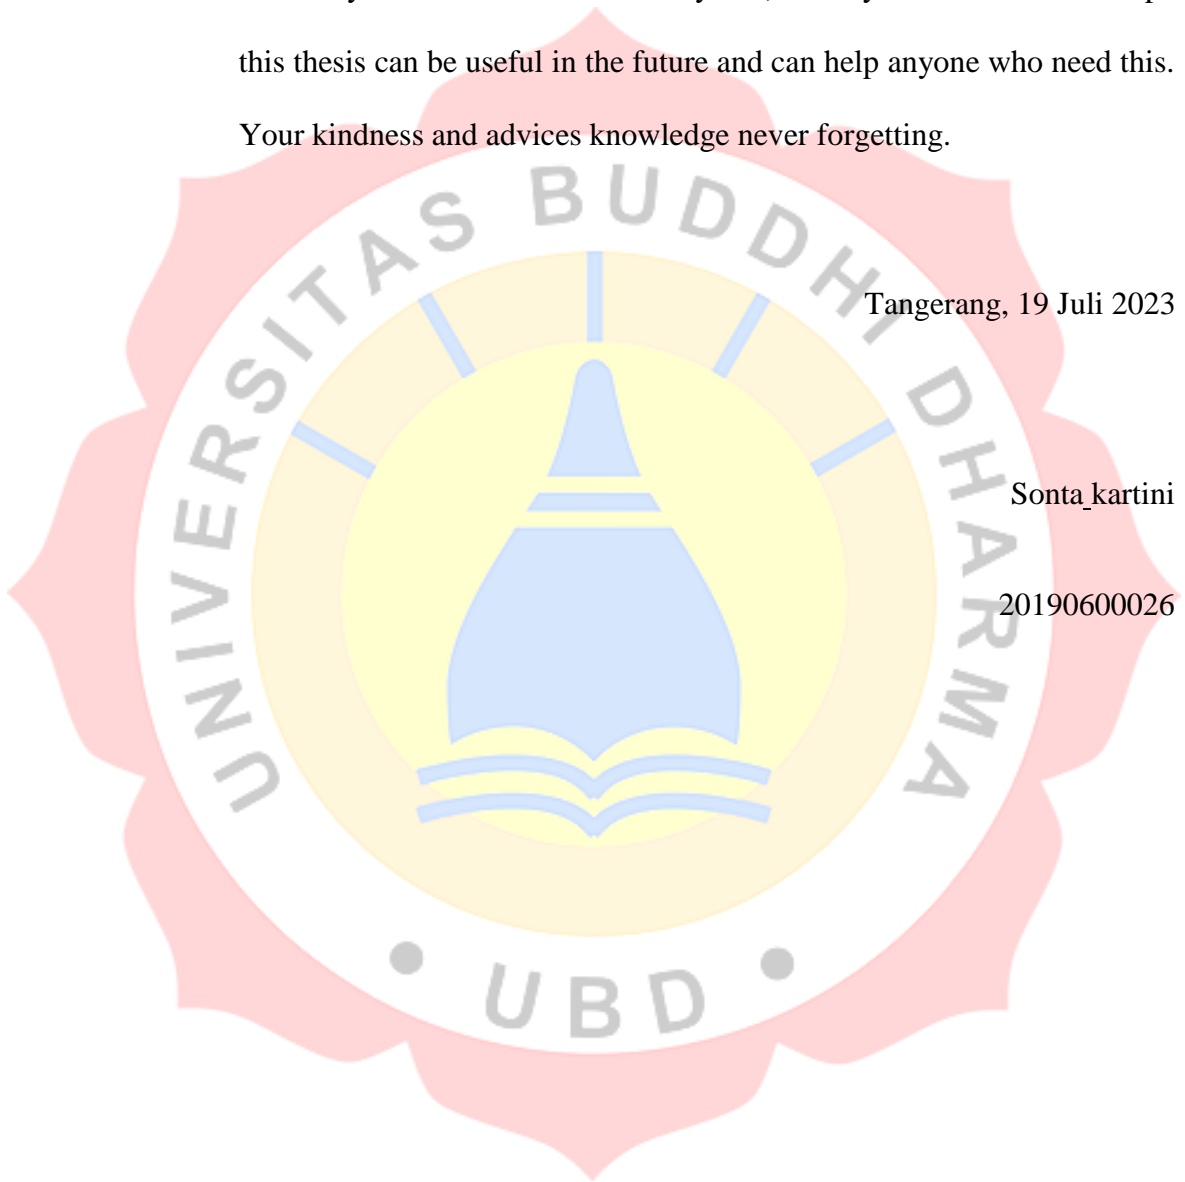 this thesis can be useful in the future and can help anyone who need this.
Your kindness and advices knowledge never forgetting.
Tangerang, 19 Juli 2023
Sonta kartini
20190600026
UNIVERSITAS BUDDHI DHARMA
• UBD •